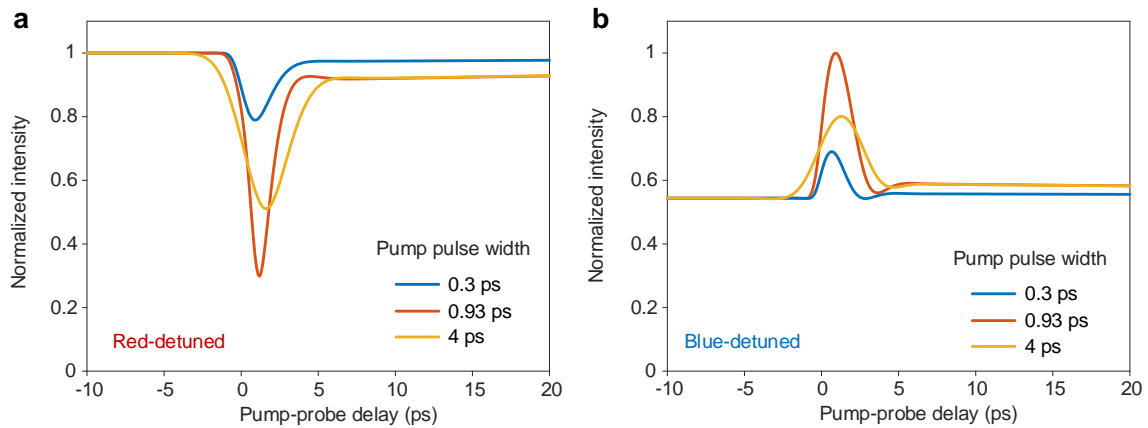 a
Normalized intensity
1
0.8
0.6
0.4
0.2
0
-10
-5
0
5
10
15
20
Pump-probe delay (ps)
Pump pulse width
0.3 ps
0.93 ps
4 ps
Red-detuned
b
Normalized intensity
1
0.8
0.6
0.4
0.2
0
-10
-5
0
5
10
15
20
Pump-probe delay (ps)
Pump pulse width
0.3 ps
0.93 ps
4 ps
Blue-detuned